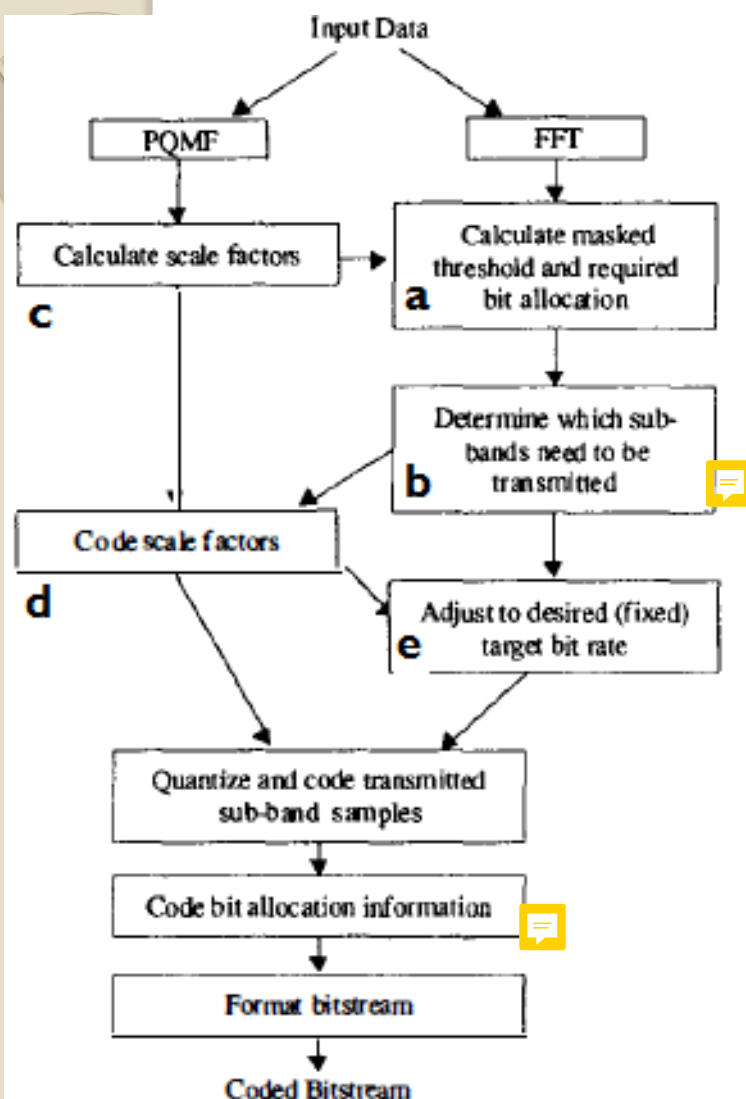 Input Data
PQMF
FFT
Calculate scale factors
c
Calculate masked
threshold and required
bit allocation
a
Determine which sub-
bands need to be
transmitted
b
Code scale factors
d
Adjust to desired (fixed)
target bit rate
e
Quantize and code transmitted
sub-band samples
Code bit allocation information
Format bitstream
Coded Bitstream